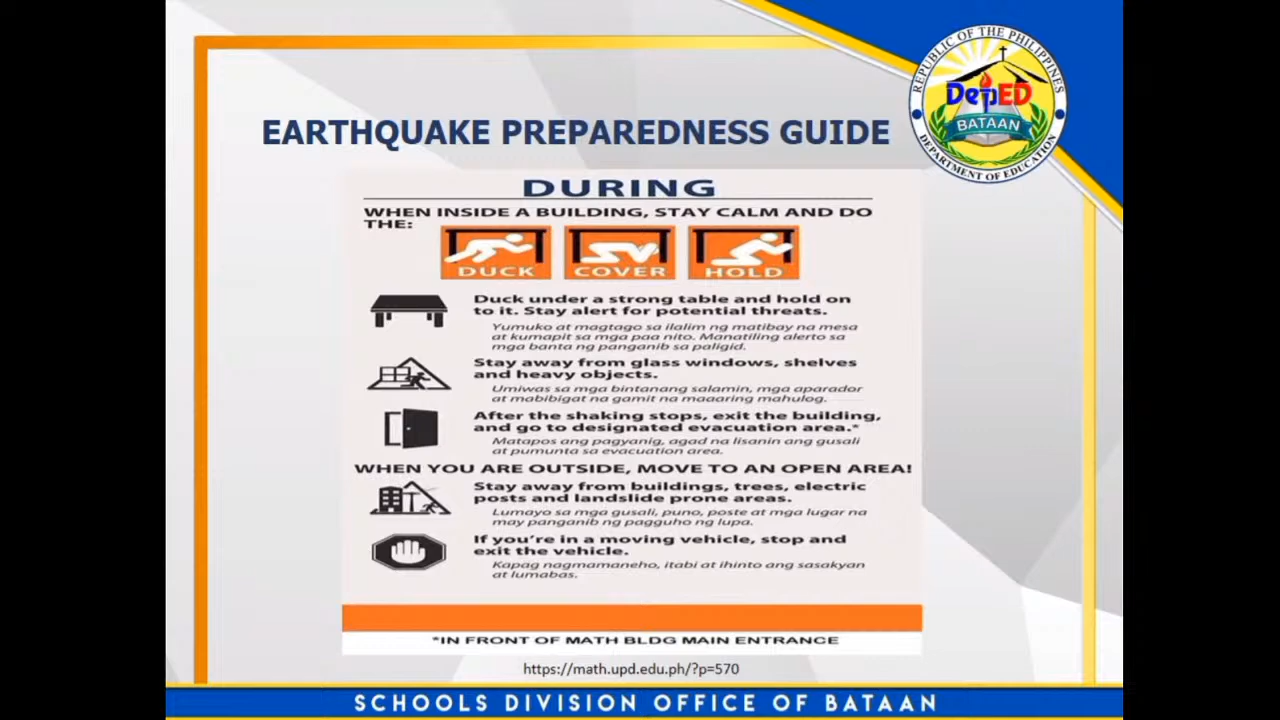 REPUBLIC OF THE PHILIPPINES
DepED
BATAAN
DEPARTMENT OF EDUCATION
EARTHQUAKE PREPAREDNESS GUIDE
DURING
WHEN INSIDE A BUILDING, STAY CALM AND DO
THE:
DUCK
COVER
HOLD
Duck under a strong table and hold on
to it. Stay alert for potential threats.
Yumuko at magtago sa ilalim ng matibay na mesa
at kumapit sa mga paa nito. Manatiling alerto sa
mga banta ng panganib sa paligid.
Stay away from glass windows, shelves
and heavy objects.
Umiwas sa mga bintanang salamin, mga aparador
at mabibigat na gamit na maaaring mahulog.
After the shaking stops, exit the building,
and go to designated evacuation area.*
Matapos ang pagyanig, agad na lisanin ang gusali
at pumunta sa evacuation area.
WHEN YOU ARE OUTSIDE, MOVE TO AN OPEN AREA!
Stay away from buildings, trees, electric
posts and landslide prone areas.
Lumayo sa mga gusali, puno, poste at mga lugar na
may panganib ng pagguho ng lupa.
If you're in a moving vehicle, stop and
exit the vehicle.
Kapag nagmamaneho, itabi at ihinto ang sasakyan
at lumabas.
*IN FRONT OF MATH BLDG MAIN ENTRANCE
https://math.upd.edu.ph/?p=570
SCHOOLS DIVISION OFFICE OF BATAAN